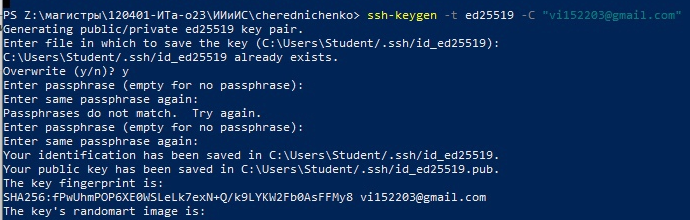 PS Z:\магистры\120401-ИТа-о23\ИИиИС\cherednichenko> ssh-keygen -t ed25519 -C "vi152203@gmail.com"
Generating public/private ed25519 key pair.
Enter file in which to save the key (C:\Users\Student/.ssh/id_ed25519):
C:\Users\Student/.ssh/id_ed25519 already exists.
Overwrite (y/n)? y
Enter passphrase (empty for no passphrase):
Enter same passphrase again:
Passphrases do not match.  Try again.
Enter passphrase (empty for no passphrase):
Enter same passphrase again:
Your identification has been saved in C:\Users\Student/.ssh/id_ed25519.
Your public key has been saved in C:\Users\Student/.ssh/id_ed25519.pub.
The key fingerprint is:
SHA256:fPwUhmPOP6XE0WSLeLk7exN+Q/k9LYKW2Fb0AsFFMy8 vi152203@gmail.com
The key's randomart image is: